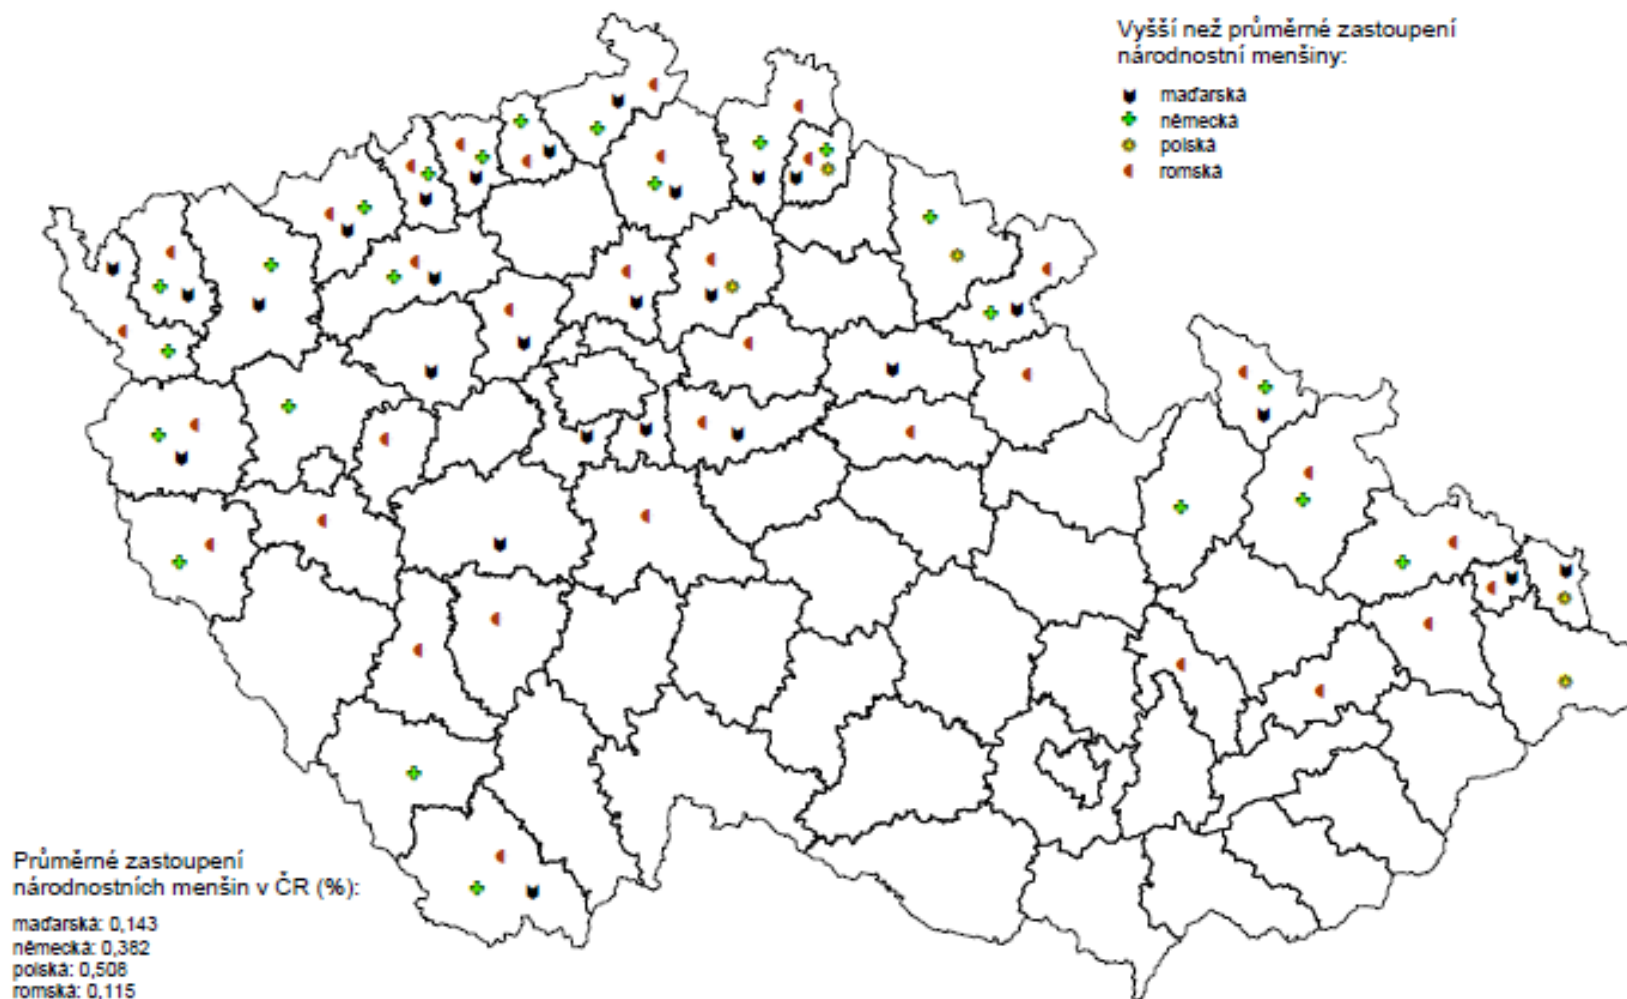 Vyšší než průměrné zastoupení
národnostní menšiny:
maďarská
německá
polská
romská
Průměrné zastoupení
národnostních menšin v ČR (%):
maďarská: 0,143
německá: 0,382
polská: 0,508
romská: 0,115